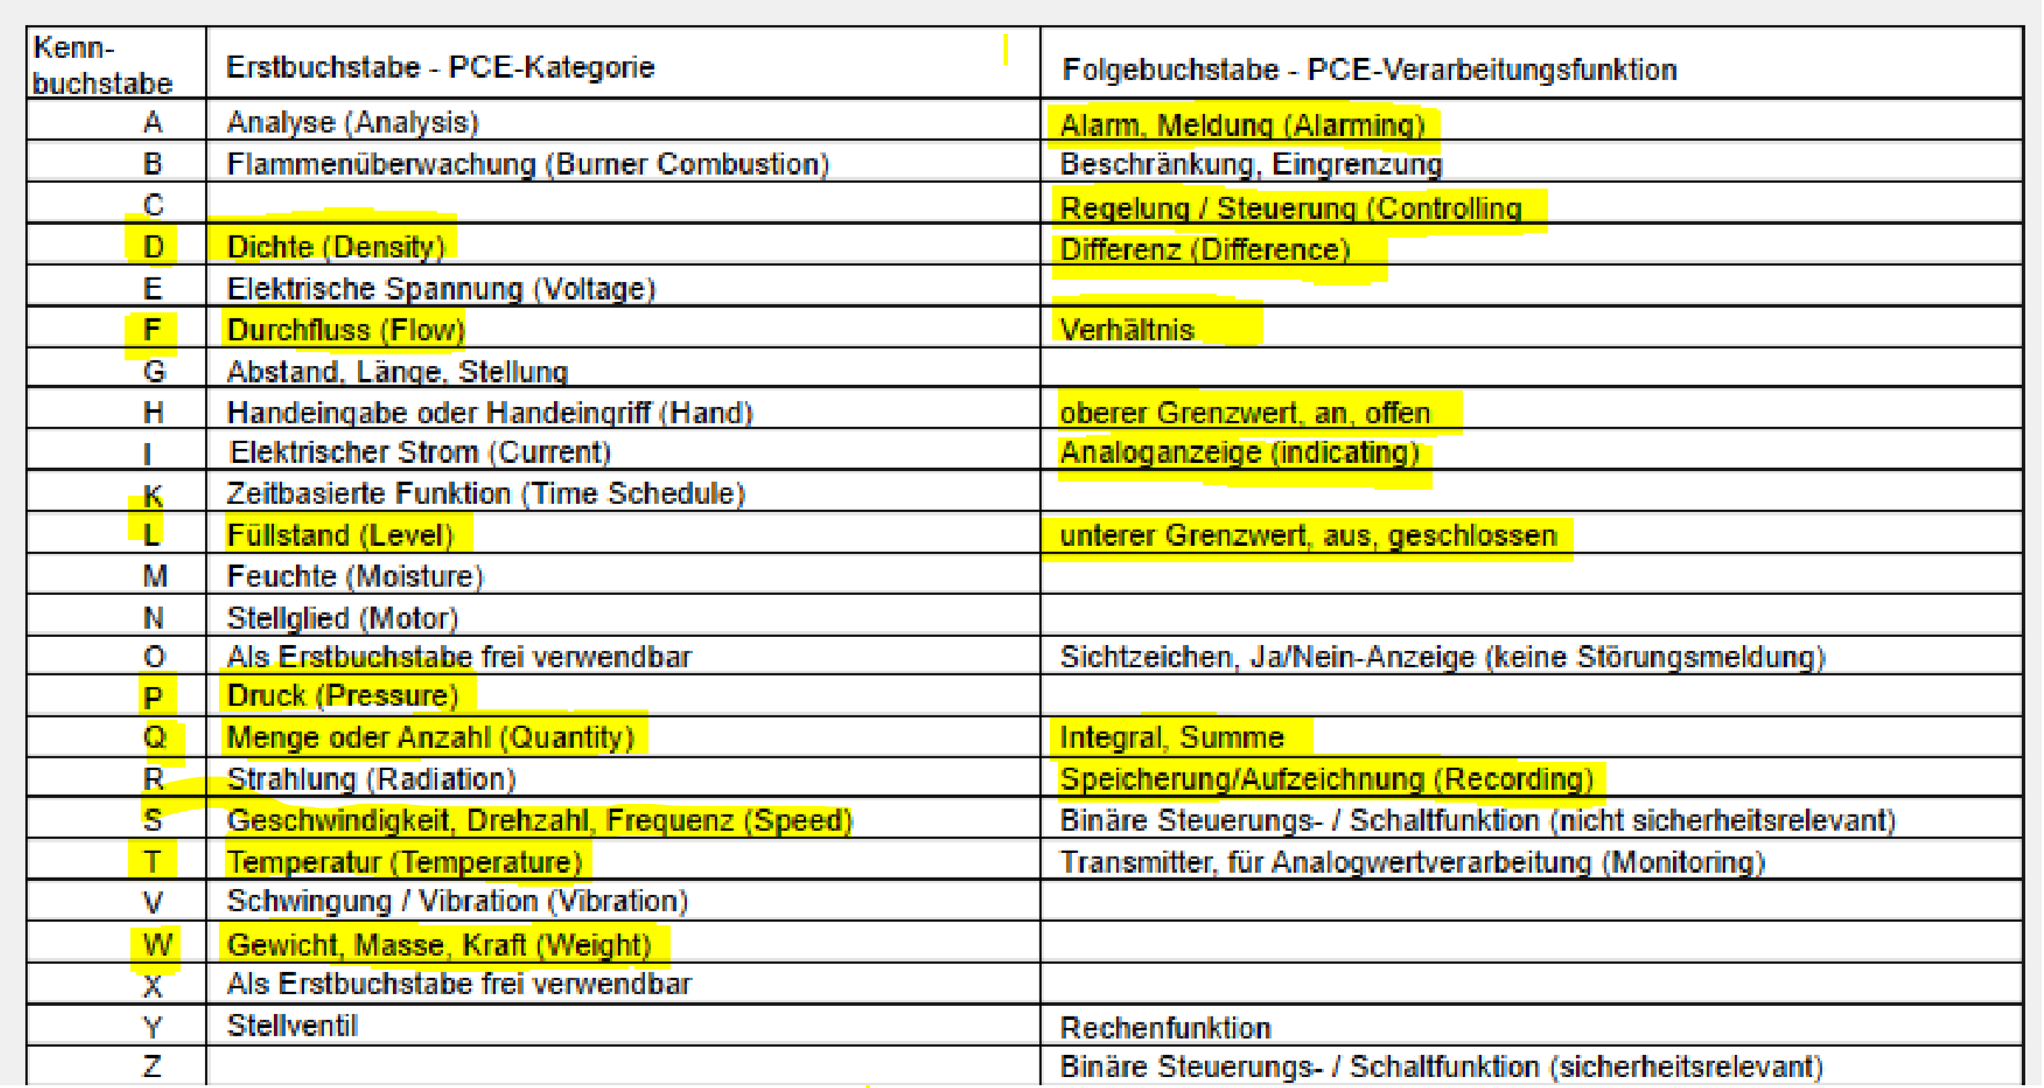 Kenn-
buchstabe Erstbuchstabe - PCE-Kategorie Folgebuchstabe - PCE-Verarbeitungsfunktion
A Analyse (Analysis) Alarm, Meldung (Alarming)
B Flammenüberwachung (Burner Combustion) Beschränkung, Eingrenzung
C Regelung / Steuerung (Controlling
D Dichte (Density) Differenz (Difference)
E Elektrische Spannung (Voltage)
F Durchfluss (Flow) Verhältnis
G Abstand, Länge, Stellung
H Handeingabe oder Handeingriff (Hand) oberer Grenzwert, an, offen
I Elektrischer Strom (Current) Analoganzeige (indicating)
K Zeitbasierte Funktion (Time Schedule)
L Füllstand (Level) unterer Grenzwert, aus, geschlossen
M Feuchte (Moisture)
N Stellglied (Motor)
O Als Erstbuchstabe frei verwendbar Sichtzeichen, Ja/Nein-Anzeige (keine Störungsmeldung)
P Druck (Pressure)
Q Menge oder Anzahl (Quantity) Integral, Summe
R Strahlung (Radiation) Speicherung/Aufzeichnung (Recording)
S Geschwindigkeit, Drehzahl, Frequenz (Speed) Binäre Steuerungs- / Schaltfunktion (nicht sicherheitsrelevant)
T Temperatur (Temperature) Transmitter, für Analogwertverarbeitung (Monitoring)
V Schwingung / Vibration (Vibration)
W Gewicht, Masse, Kraft (Weight)
X Als Erstbuchstabe frei verwendbar
Y Stellventil Rechenfunktion
Z Binäre Steuerungs- / Schaltfunktion (sicherheitsrelevant)